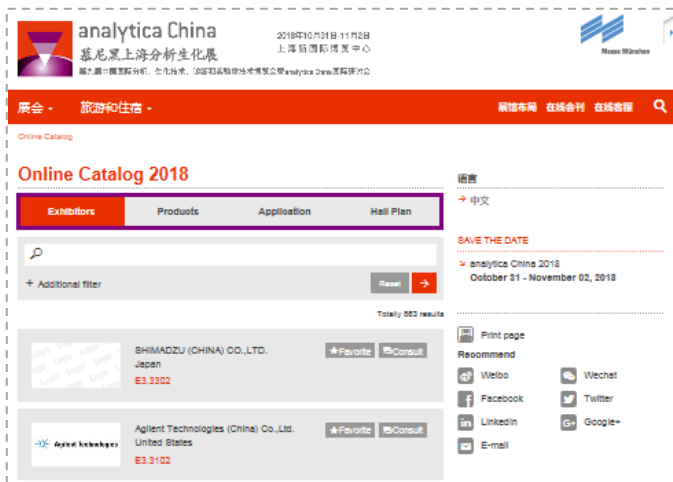 analytica China
慕尼黑上海分析生化展
2018年10月31日-11月2日
上海新国际博览中心
Messe München
展会
旅游和住宿
展馆布局 在线会刊 在线客服
Online Catalog
Online Catalog 2018
Exhibitors Products Application Hall Plan
+ Additional filter
Reset
Totally 863 results
SHIMADZU (CHINA) CO.,LTD.
Japan
E3.3302
Favorite Consult
Agilent Technologies
Agilent Technologies (China) Co.,Ltd.
United States
E3.3102
Favorite Consult
语言
中文
SAVE THE DATE
analytica China 2018
October 31 - November 02, 2018
Print page
Recommend
Weibo Wechat
Facebook Twitter
LinkedIn Google+
E-mail